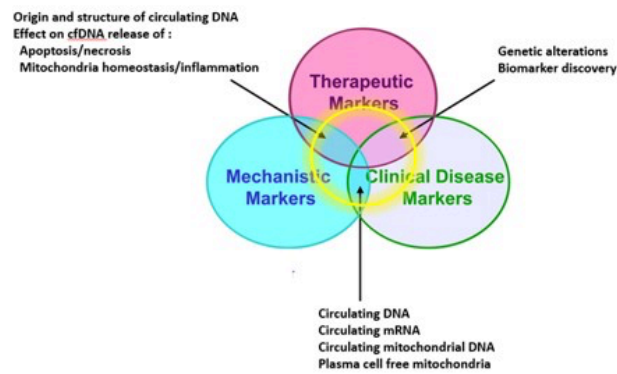 Origin and structure of circulating DNA
Effect on cfDNA release of :
Apoptosis/necrosis
Mitochondria homeostasis/inflammation
Genetic alterations
Biomarker discovery
Therapeutic
Markers
Mechanistic
Markers
Clinical Disease
Markers
Circulating DNA
Circulating mRNA
Circulating mitochondrial DNA
Plasma cell free mitochondria